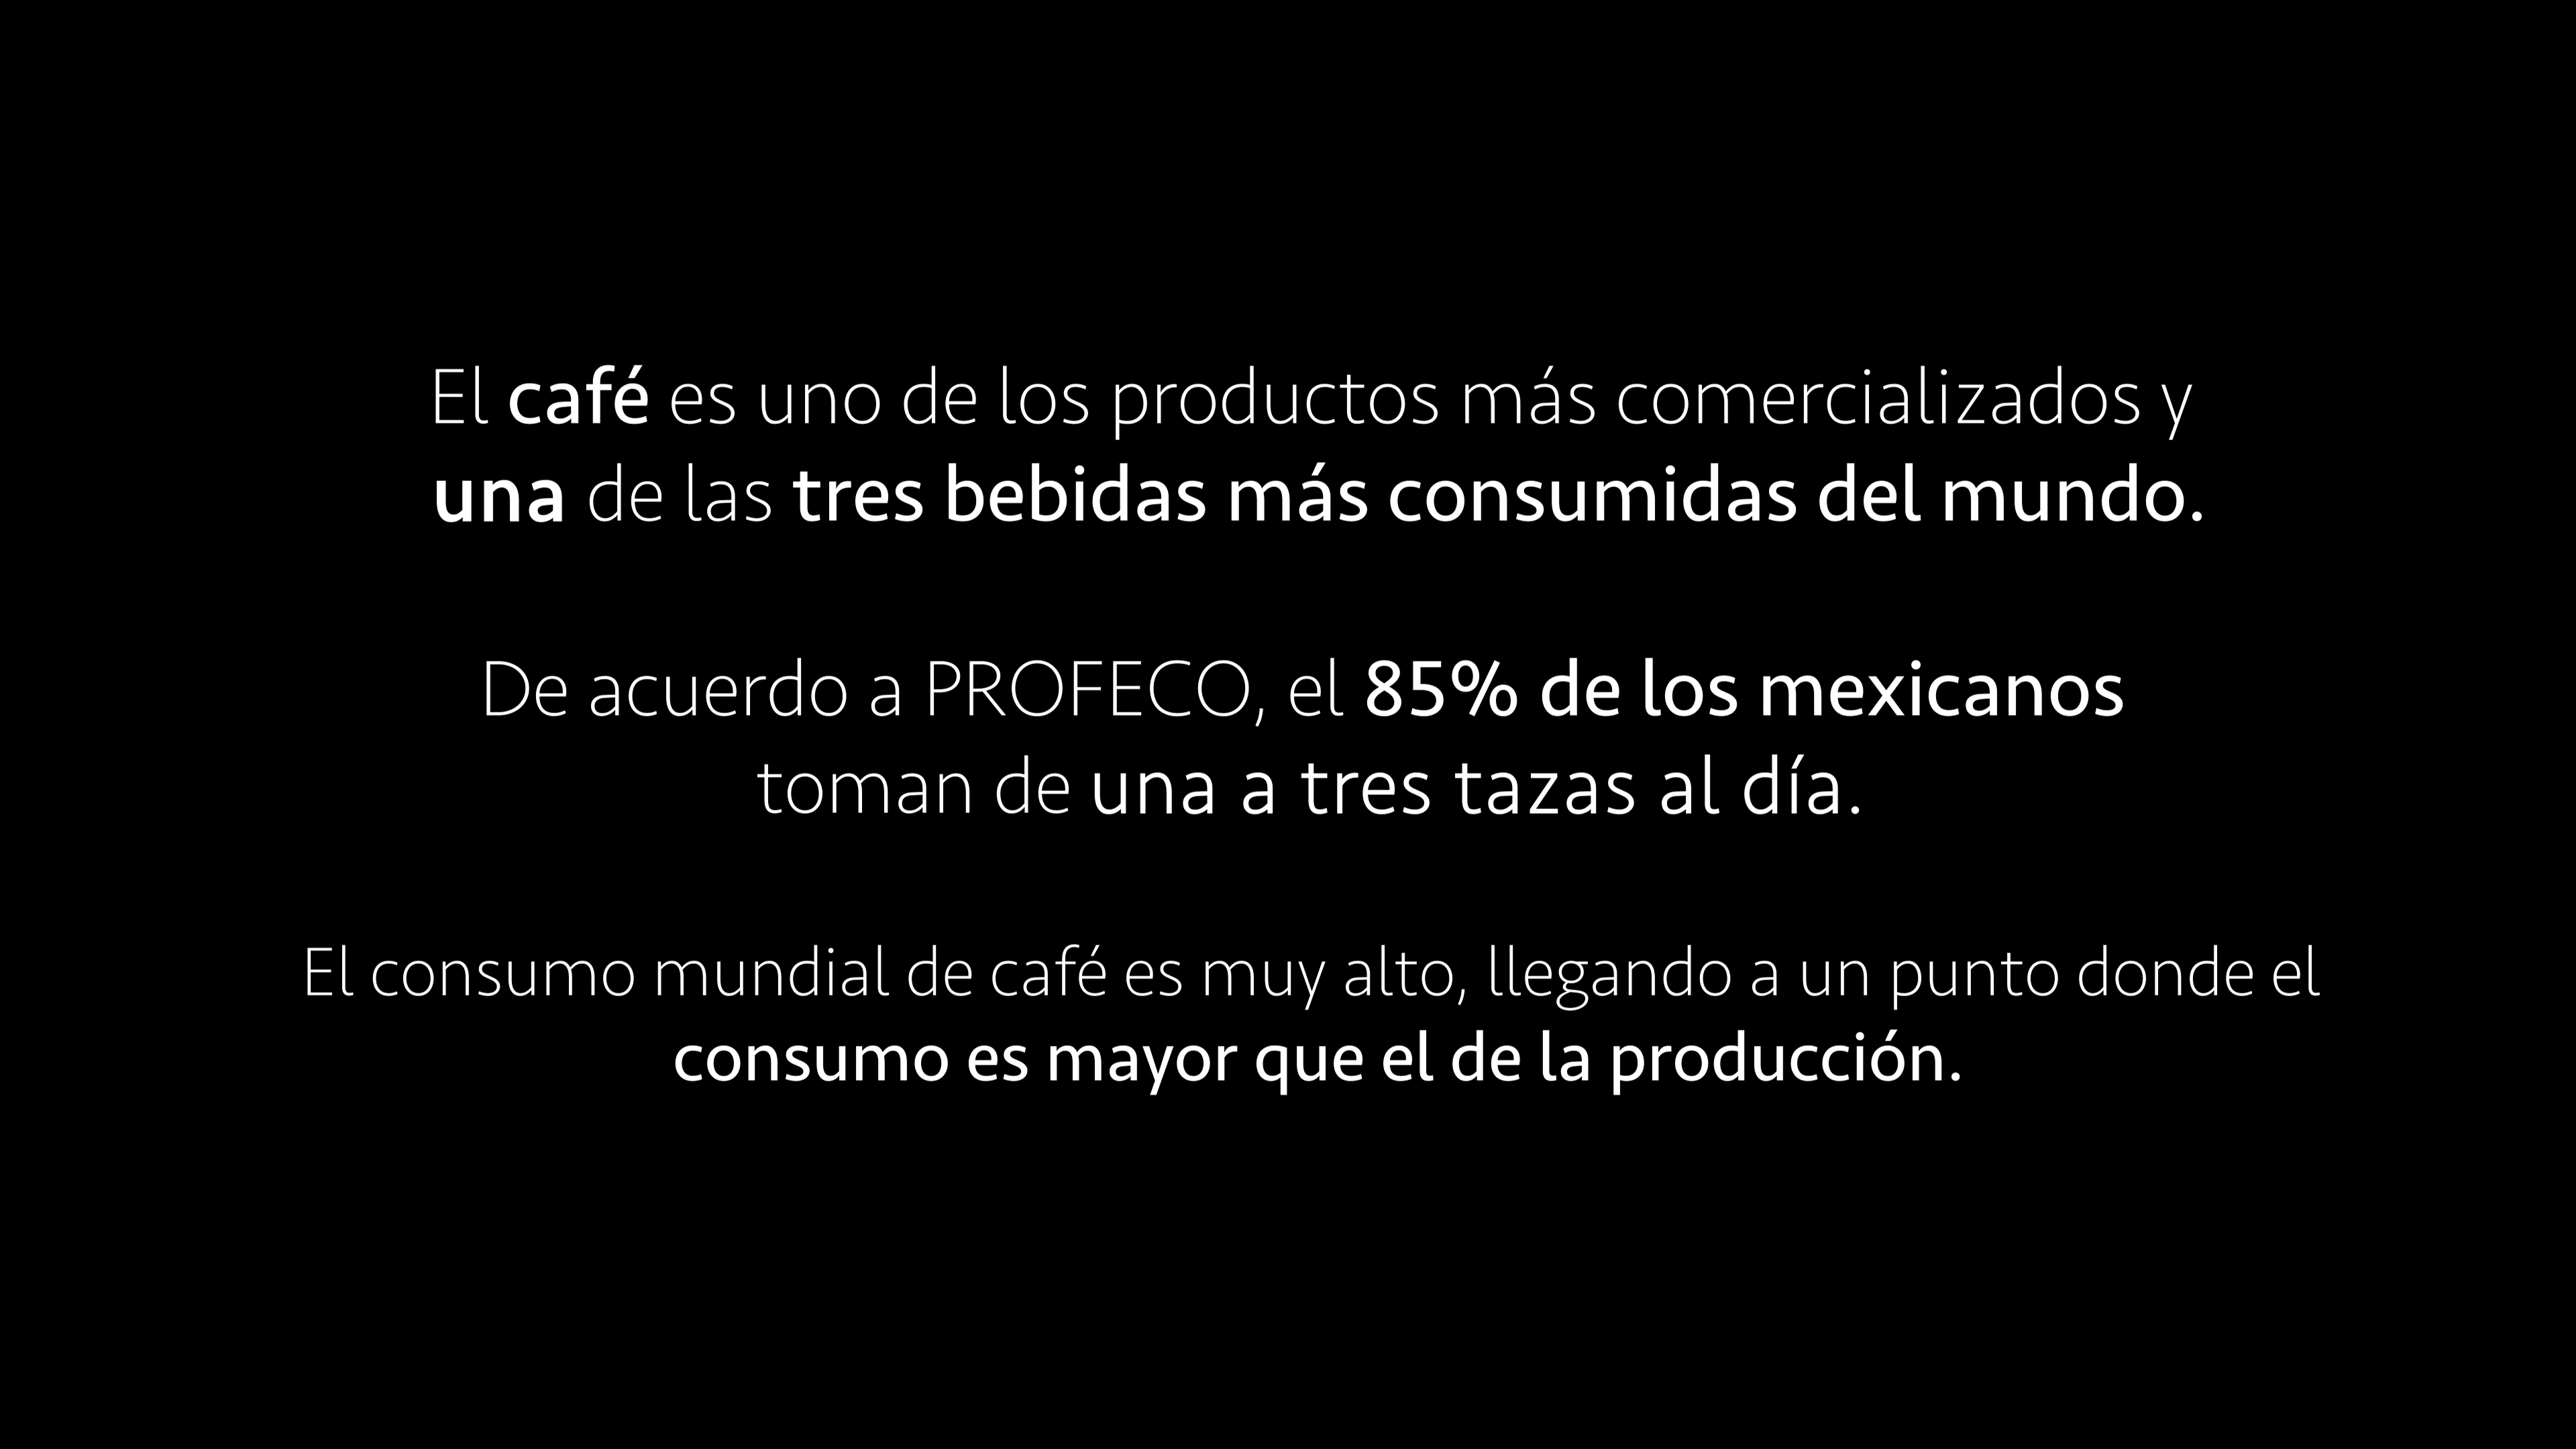 El café es uno de los productos más comercializados y
una de las tres bebidas más consumidas del mundo.
De acuerdo a PROFECO, el 85% de los mexicanos
toman de una a tres tazas al día.
El consumo mundial de café es muy alto, llegando a un punto donde el
consumo es mayor que el de la producción.